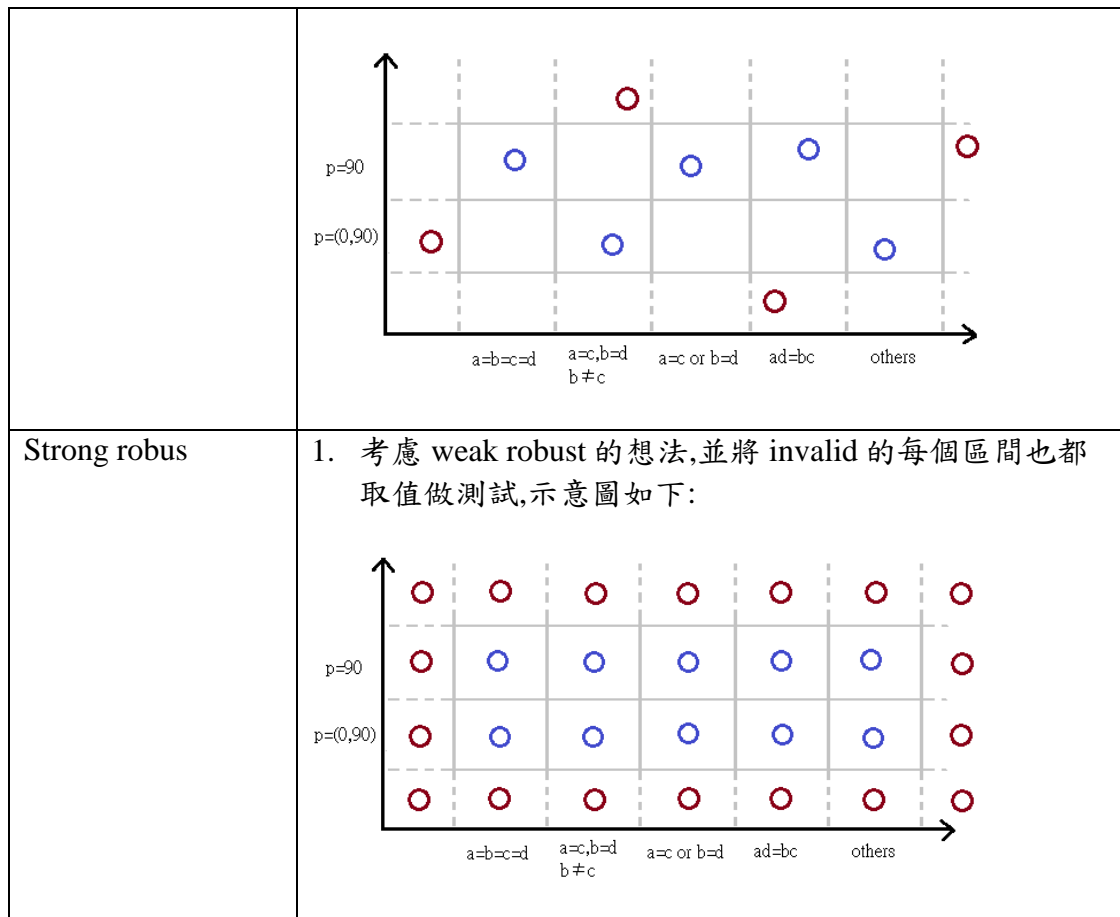 p=90
p=(0,90)
a=b=c=d
a=c,b=d
b≠c
a=c or b=d
ad=bc
others
Strong robus
1. 考慮 weak robust 的想法,並將 invalid 的每個區間也都
取值做測試,示意圖如下:
p=90
p=(0,90)
a=b=c=d
a=c,b=d
b≠c
a=c or b=d
ad=bc
others